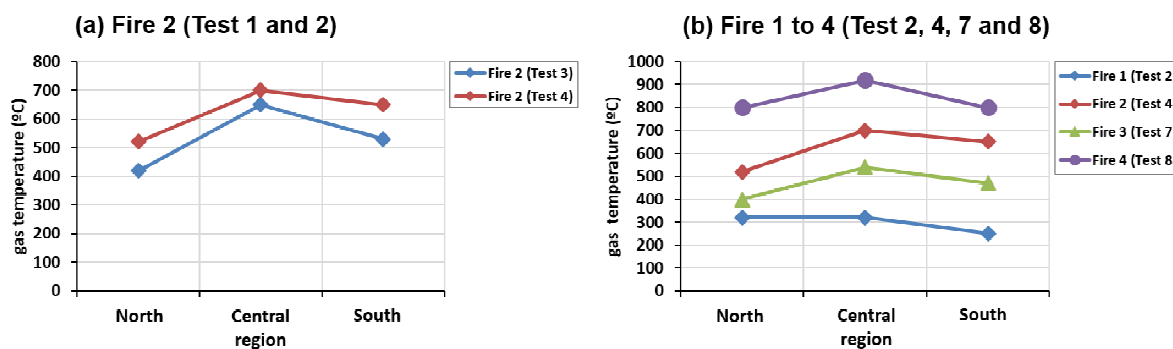 (a) Fire 2 (Test 1 and 2)
800
700
600
500
400
300
200
100
0
gas temperature (ºC)
North
Central
South
region
Fire 2 (Test 3)
Fire 2 (Test 4)
(b) Fire 1 to 4 (Test 2, 4, 7 and 8)
1000
900
800
700
600
500
400
300
200
100
0
gas temperature (ºC)
North
Central
South
region
FIre 1 (Test 2
Fire 2 (Test 4
Fire 3 (Test 7
Fire 4 (Test 8